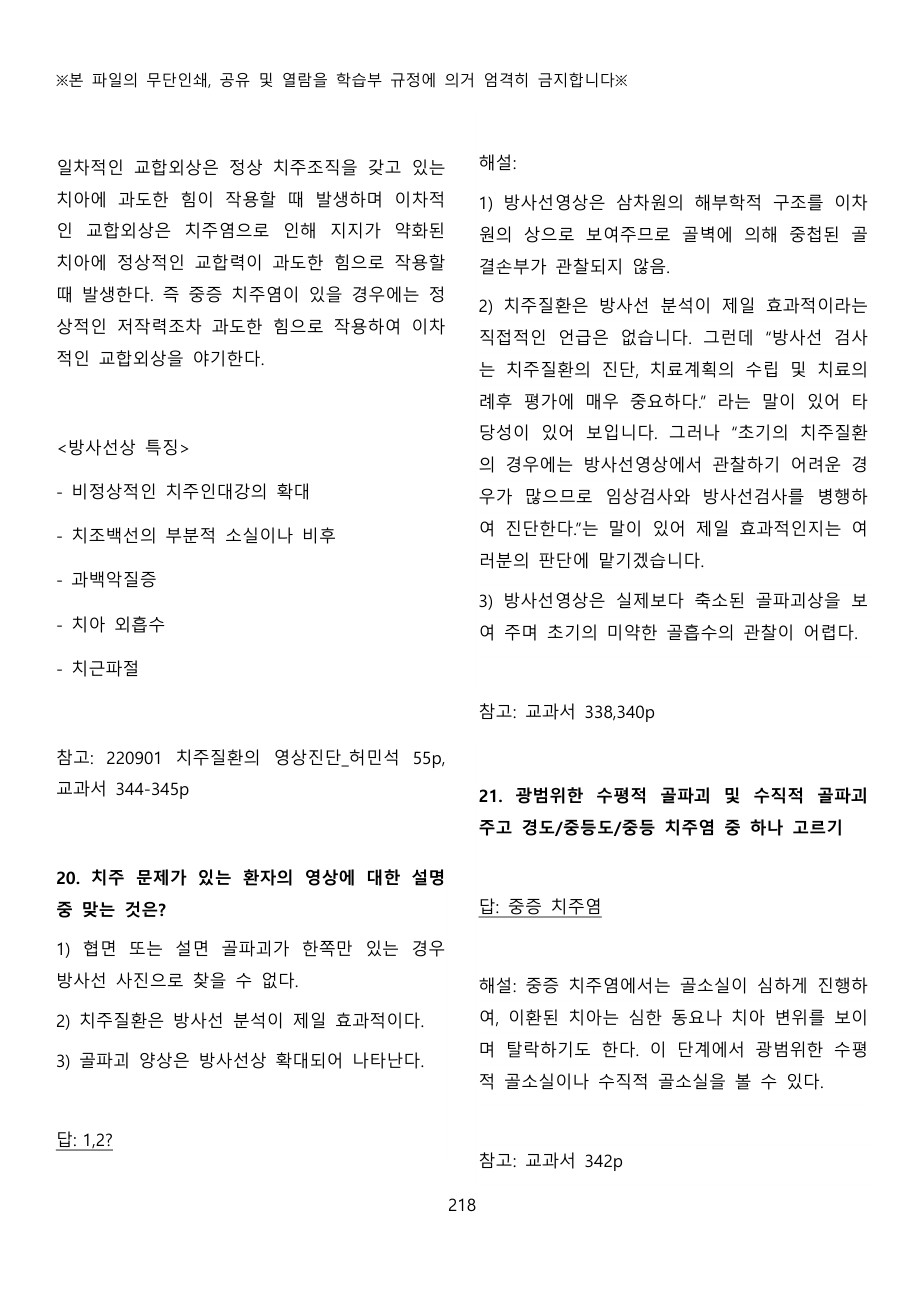 ※본 파일의 무단인쇄, 공유 및 열람을 학습부 규정에 의거 엄격히 금지합니다※
일차적인 교합외상은 정상 치주조직을 갖고 있는
치아에 과도한 힘이 작용할 때 발생하며 이차적
인 교합외상은 치주염으로 인해 지지가 약화된
치아에 정상적인 교합력이 과도한 힘으로 작용할
때 발생한다. 즉 중증 치주염이 있을 경우에는 정
상적인 저작력조차 과도한 힘으로 작용하여 이차
적인 교합외상을 야기한다.
<방사선상 특징>
- 비정상적인 치주인대강의 확대
- 치조백선의 부분적 소실이나 비후
- 과백악질증
- 치아 외흡수
- 치근파절
참고: 220901 치주질환의 영상진단_허민석 55p,
교과서 344-345p
20. 치주 문제가 있는 환자의 영상에 대한 설명
중 맞는 것은?
1) 협면 또는 설면 골파괴가 한쪽만 있는 경우
방사선 사진으로 찾을 수 없다.
2) 치주질환은 방사선 분석이 제일 효과적이다.
3) 골파괴 양상은 방사선상 확대되어 나타난다.
답: 1,2?
해설:
1) 방사선영상은 삼차원의 해부학적 구조를 이차
원의 상으로 보여주므로 골벽에 의해 중첩된 골
결손부가 관찰되지 않음.
2) 치주질환은 방사선 분석이 제일 효과적이라는
직접적인 언급은 없습니다. 그런데 “방사선 검사
는 치주질환의 진단, 치료계획의 수립 및 치료의
례후 평가에 매우 중요하다.” 라는 말이 있어 타
당성이 있어 보입니다. 그러나 “초기의 치주질환
의 경우에는 방사선영상에서 관찰하기 어려운 경
우가 많으므로 임상검사와 방사선검사를 병행하
여 진단한다.”는 말이 있어 제일 효과적인지는 여
러분의 판단에 맡기겠습니다.
3) 방사선영상은 실제보다 축소된 골파괴상을 보
여 주며 초기의 미약한 골흡수의 관찰이 어렵다.
참고: 교과서 338,340p
21. 광범위한 수평적 골파괴 및 수직적 골파괴
주고 경도/중등도/중등 치주염 중 하나 고르기
답: 중증 치주염
해설: 중증 치주염에서는 골소실이 심하게 진행하
여, 이환된 치아는 심한 동요나 치아 변위를 보이
며 탈락하기도 한다. 이 단계에서 광범위한 수평
적 골소실이나 수직적 골소실을 볼 수 있다.
참고: 교과서 342p
218